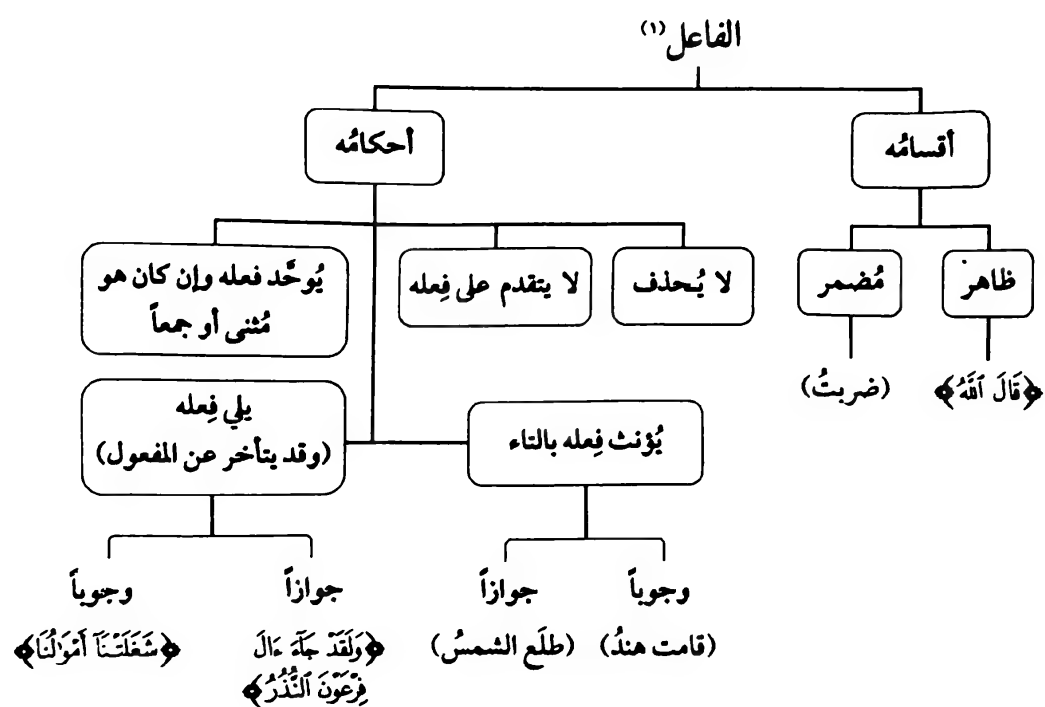 الفاعل (١)
أقسامُه
أحكامُه
ظاهر
مُضمر
لا يُحذف
لا يتقدم على فِعله
يُوحَّد فعله وإن كان هو
مُثنى أو جمعاً
﴿قَالَ ٱللَّهُ﴾
(ضربتُ)
يُؤنث فِعله بالتاء
يلي فِعله
(وقد يتأخر عن المفعول)
وجوباً
جوازاً
جوازاً
وجوباً
(قامت هندُ)
(طلَع الشمسُ)
﴿وَلَقَدْ جَآءَ ءَالَ
فِرْعَوْنَ ٱلنُّذُرُ﴾
﴿شَغَلَتْنَآ أَمْوَٰلُنَا﴾